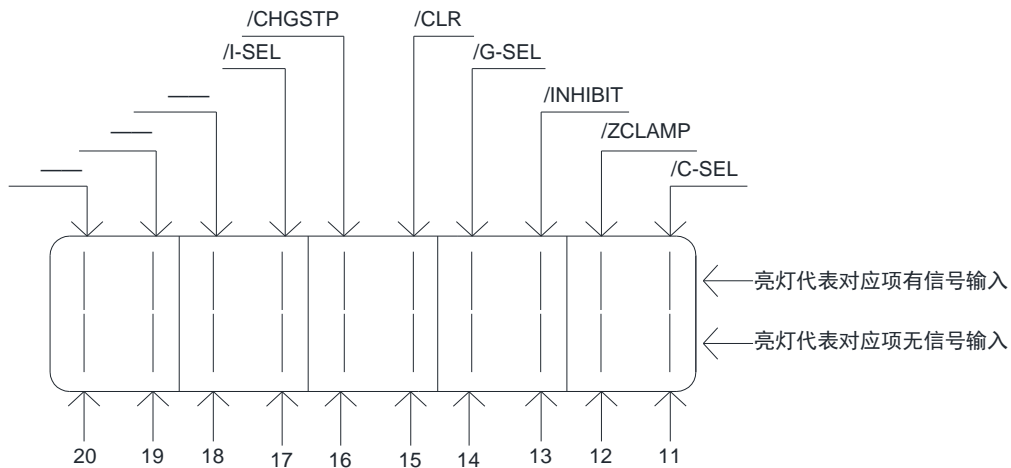 /CHGSTP
/CLR
/I-SEL
/G-SEL
——
/INHIBIT
——
/ZCLAMP
——
/C-SEL
亮灯代表对应项有信号输入
亮灯代表对应项无信号输入
20 19 18 17 16 15 14 13 12 11